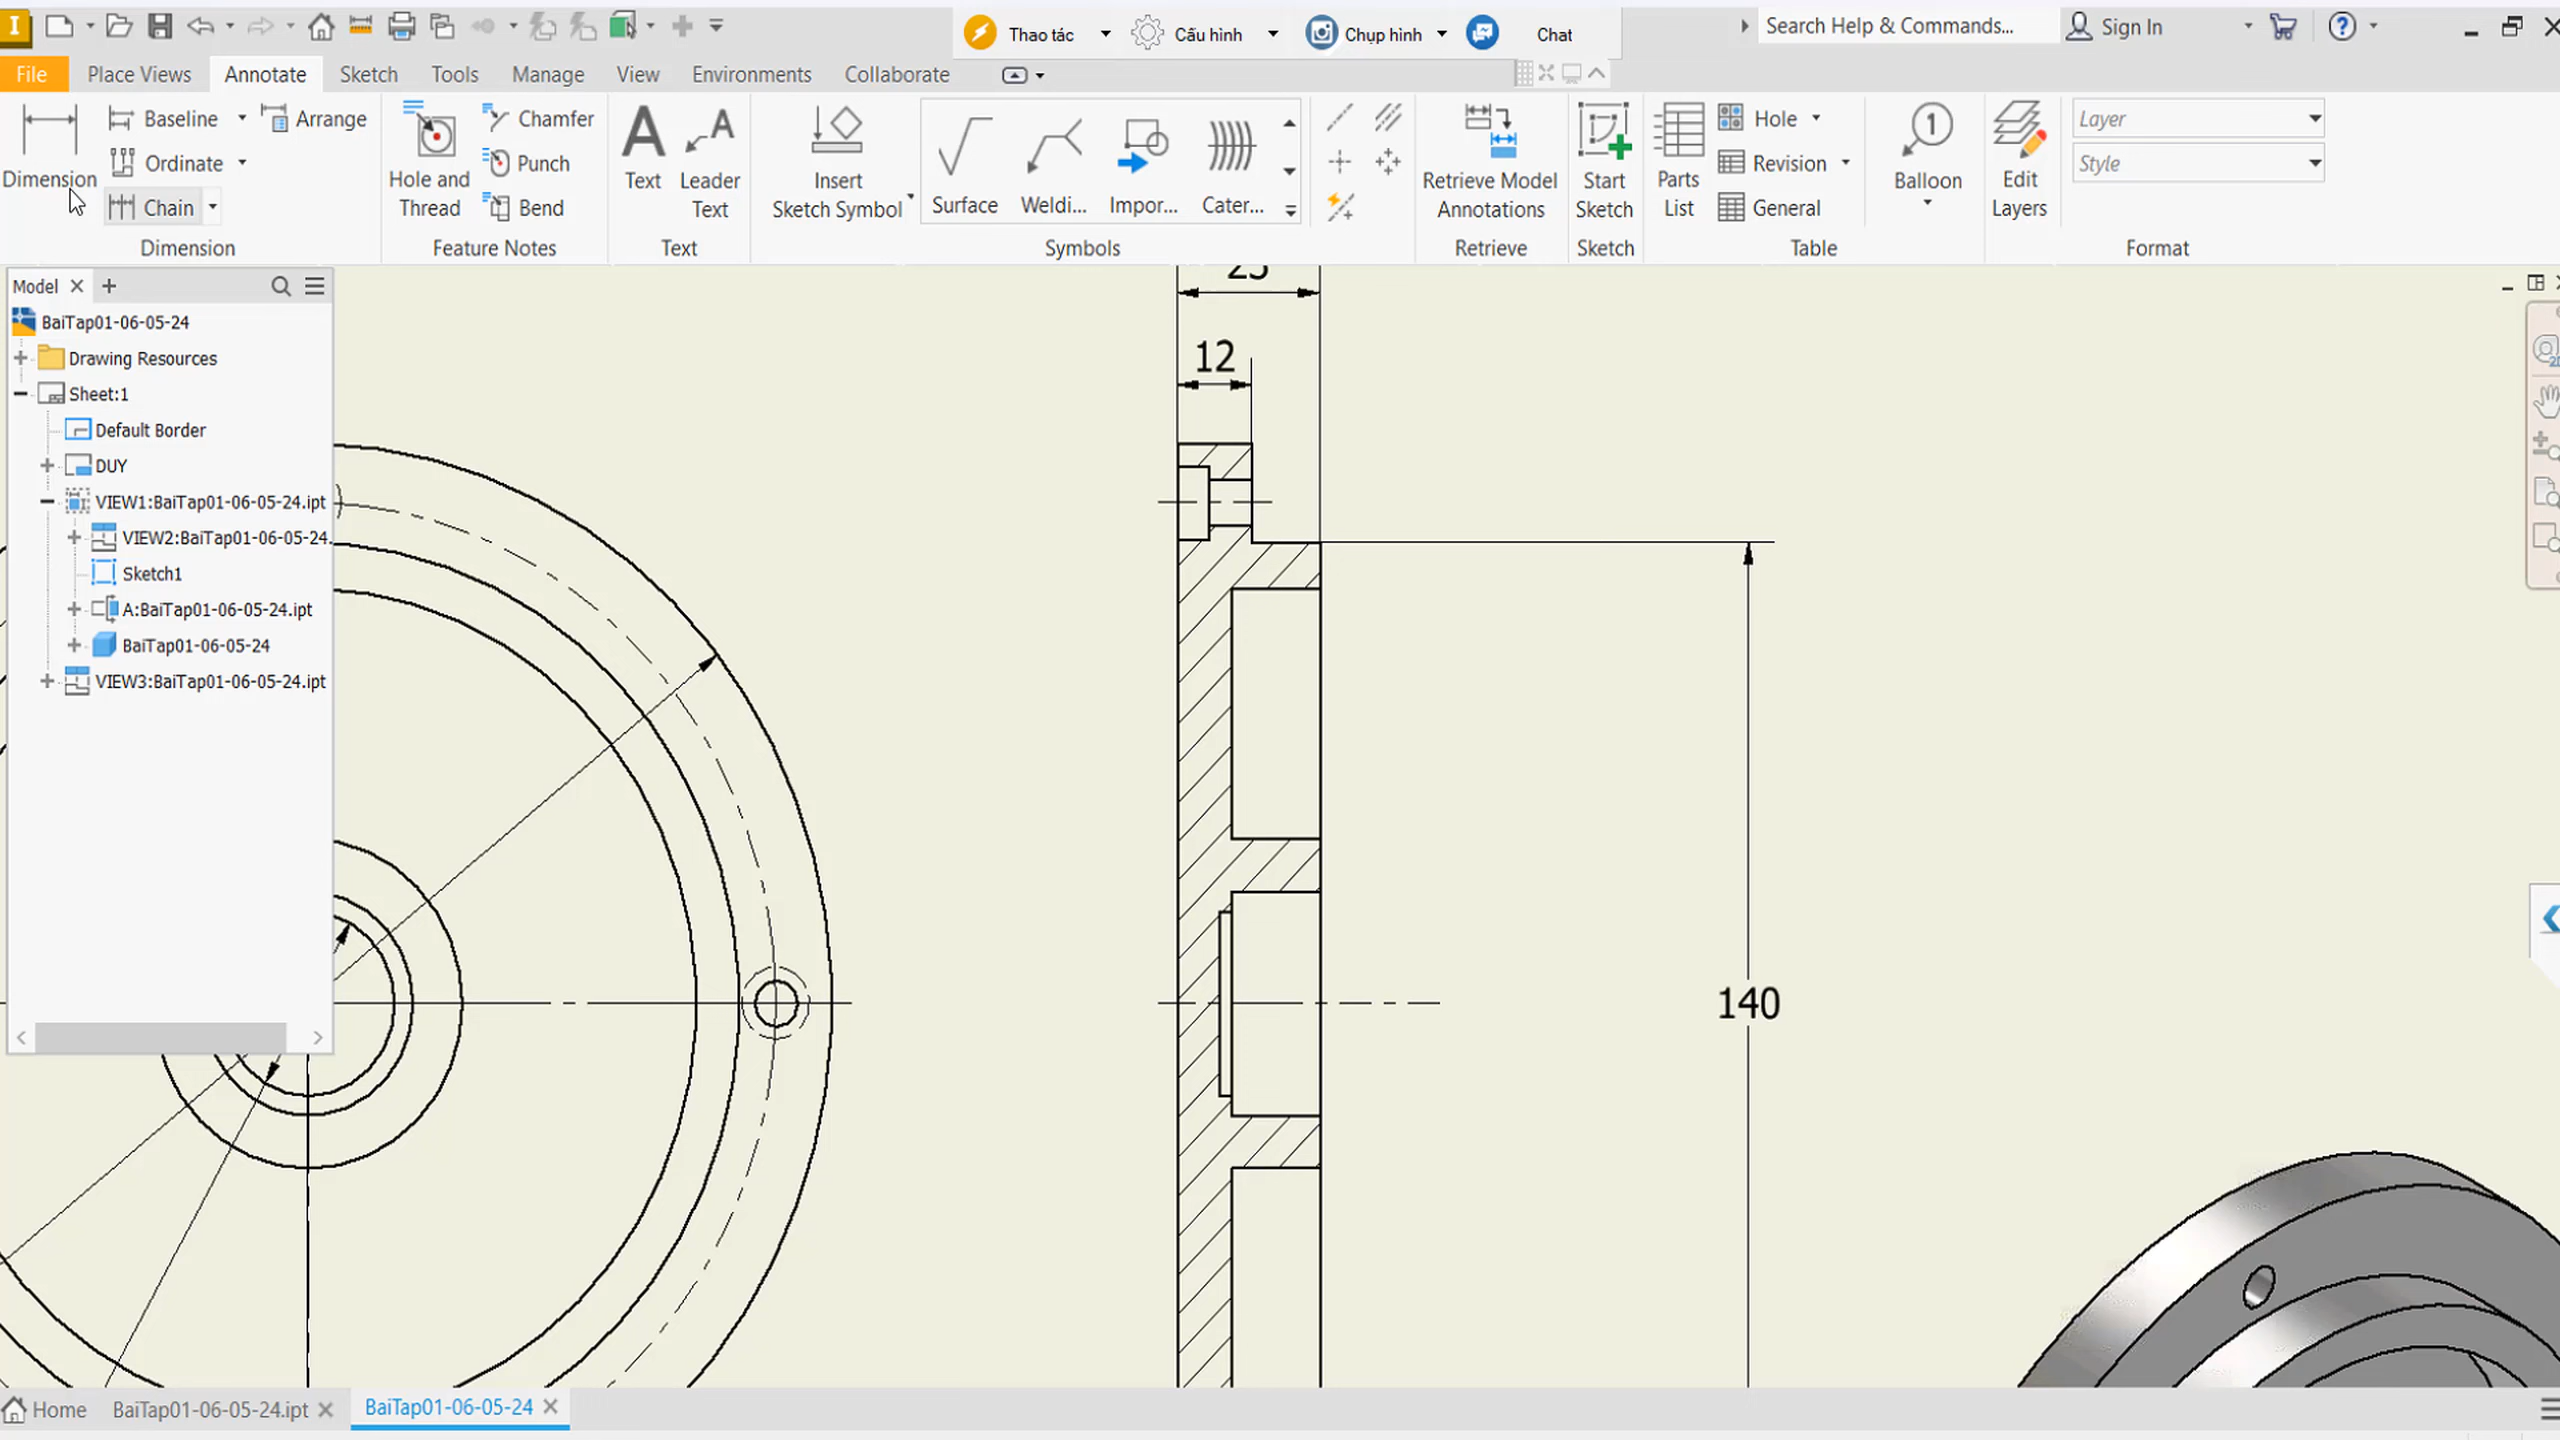 I
Thao tác
Cấu hình
Chụp hình
Chat
Search Help & Commands...
Sign In
File
Place Views
Annotate
Sketch
Tools
Manage
View
Environments
Collaborate
Dimension
Baseline
Ordinate
Chain
Arrange
Dimension
Hole and
Thread
Chamfer
Punch
Bend
Feature Notes
A
Text
A
Leader
Text
Text
Insert
Sketch Symbol
Surface
Weldi...
Impor...
Cater...
Symbols
Retrieve Model
Annotations
Retrieve
Start
Sketch
Sketch
Parts
List
Hole
Revision
General
Table
1
Balloon
Edit
Layers
Layer
Style
Format
Model
BaiTap01-06-05-24
Drawing Resources
Sheet:1
Default Border
DUY
VIEW1:BaiTap01-06-05-24.ipt
VIEW2:BaiTap01-06-05-24.
Sketch1
A:BaiTap01-06-05-24.ipt
BaiTap01-06-05-24
VIEW3:BaiTap01-06-05-24.ipt
12
140
Home
BaiTap01-06-05-24.ipt
BaiTap01-06-05-24